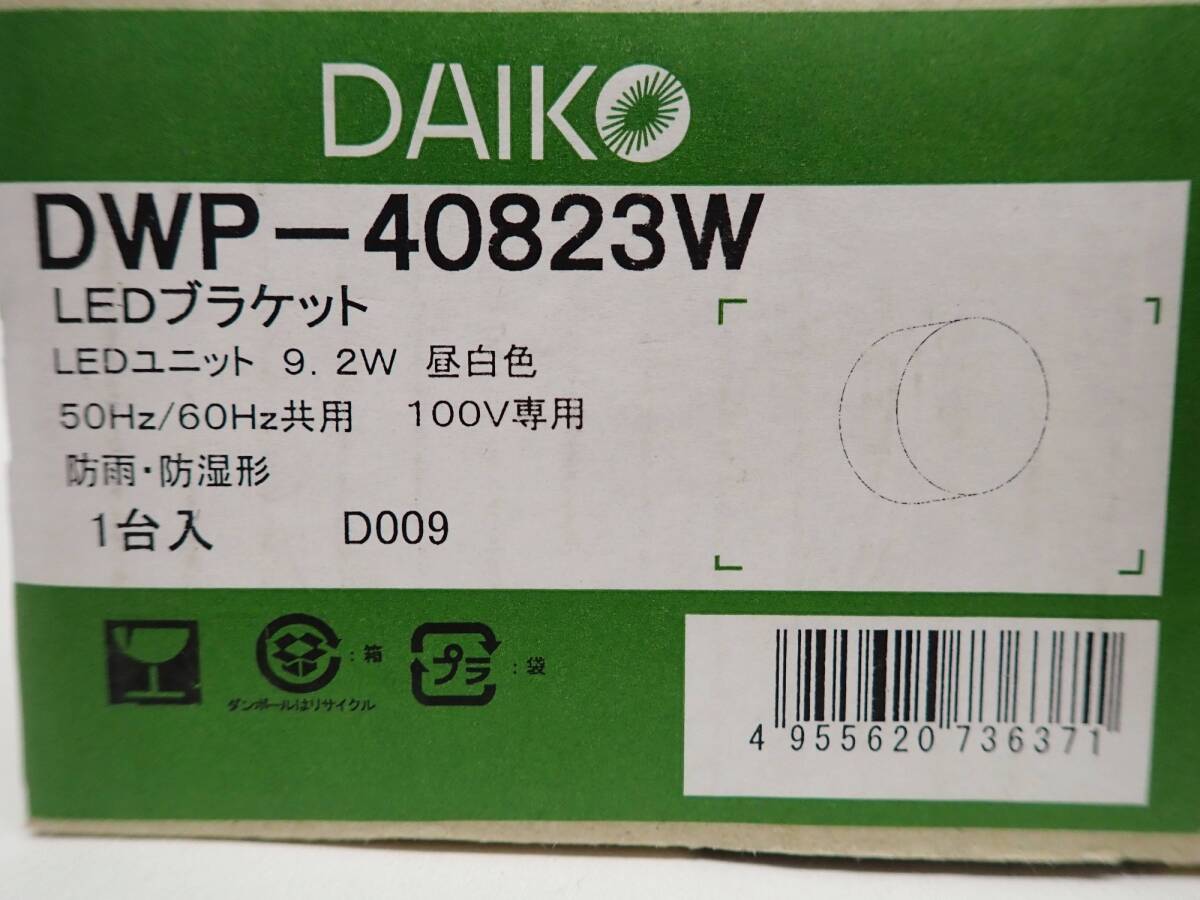 DAIKO
DWP-40823W
LEDブラケット
LEDユニット 9.2W 昼白色
50Hz/60Hz共用 100V専用
防雨・防湿形
1台入 D009
:箱
プラ :袋
ダンボールはリサイクル
4 955620 736371